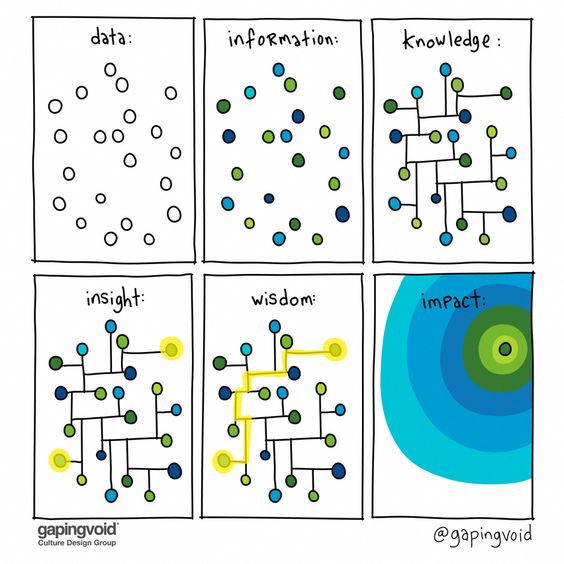 data:
information:
knowledge:
insight:
wisdom:
impact:
gapingvoid®
Culture Design Group
@gapingvoid